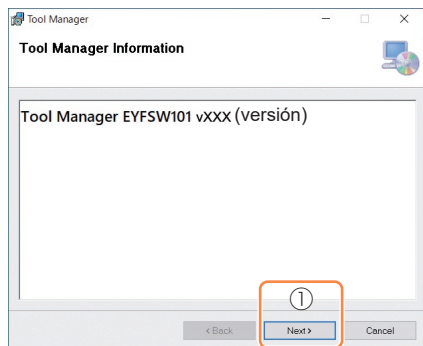 Tool Manager
Tool Manager Information
Tool Manager EYFSW101 vXXX (versión)
①
< Back Next > Cancel